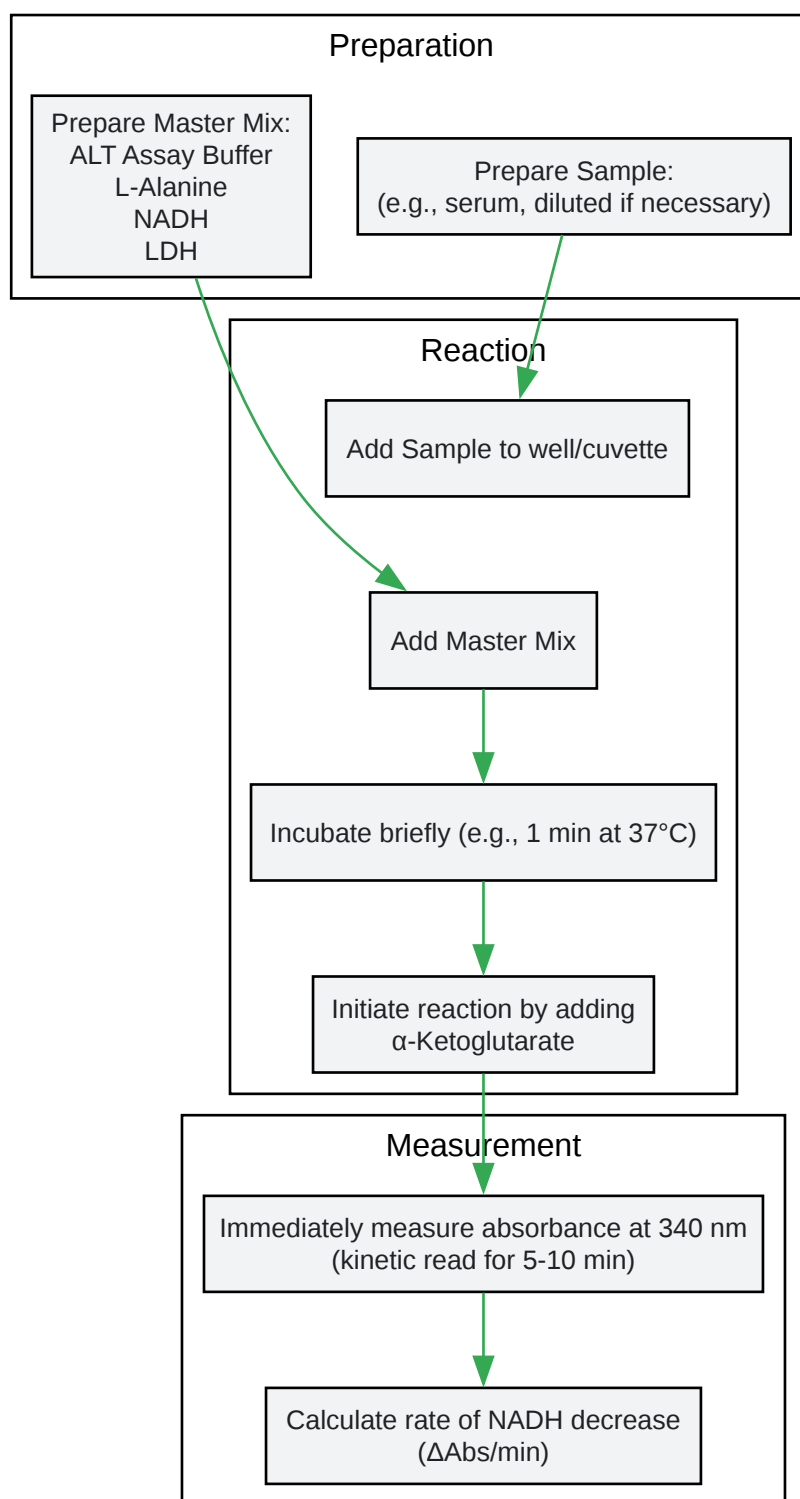 Preparation
Prepare Master Mix:
ALT Assay Buffer
L-Alanine
NADH
LDH
Prepare Sample:
(e.g., serum, diluted if necessary)
Reaction
Add Sample to well/cuvette
Add Master Mix
Incubate briefly (e.g., 1 min at 37°C)
Initiate reaction by adding
α-Ketoglutarate
Measurement
Immediately measure absorbance at 340 nm
(kinetic read for 5-10 min)
Calculate rate of NADH decrease
(ΔAbs/min)